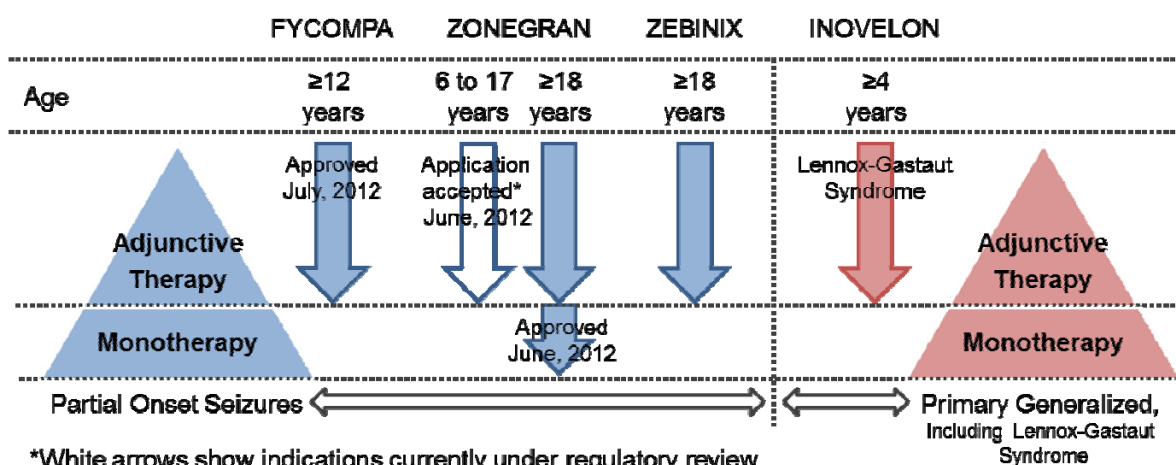 FYCOMPA ZONEGRAN ZEBINIX INOVELON
Age
≥12
years
6 to 17
years
≥18
years
≥18
years
≥4
years
Approved
July, 2012
Application
accepted*
June, 2012
Lennox-Gastaut
Syndrome
Adjunctive
Therapy
Adjunctive
Therapy
Monotherapy
Approved
June, 2012
Monotherapy
Partial Onset Seizures
Primary Generalized,
Including Lennox-Gastaut
Syndrome
*White arrows show indications currently under regulatory review